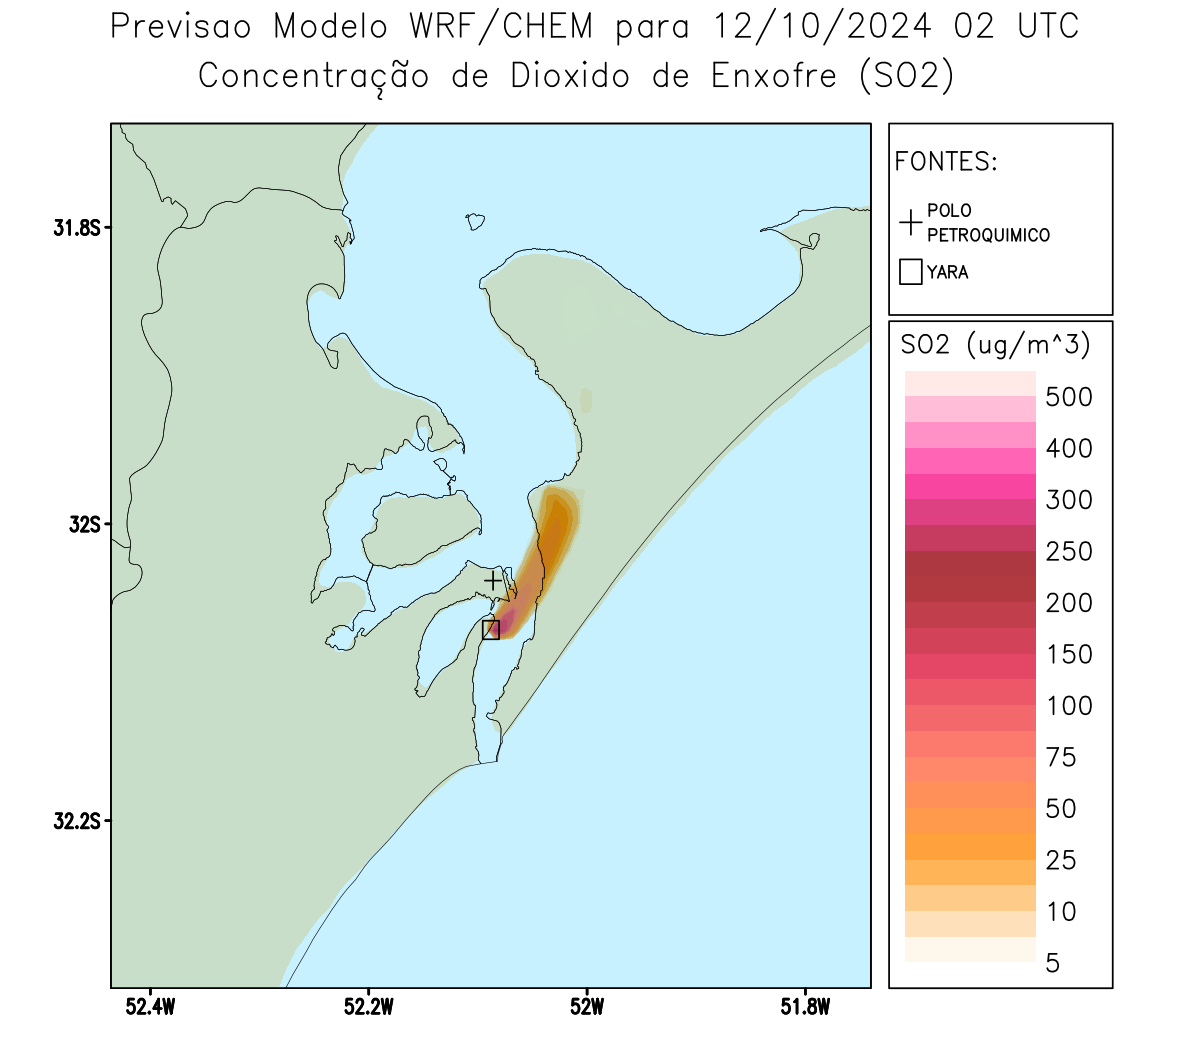 Previsao Modelo WRF/CHEM para 12/10/2024 02 UTC
Concentração de Dioxido de Enxofre (SO2)
FONTES:
POLO
PETROQUIMICO
YARA
SO2 (ug/m^3)
500
400
300
250
200
150
100
75
50
25
10
5
31.8S
32S
32.2S
52.4W
52.2W
52W
51.8W